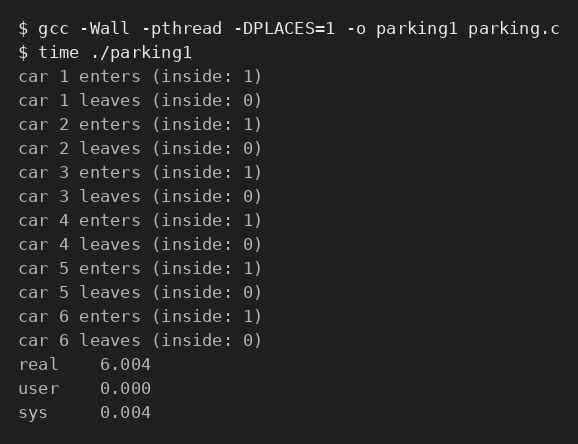 $ gcc -Wall -pthread -DPLACES=1 -o parking1 parking.c
$ time ./parking1
car 1 enters (inside: 1)
car 1 leaves (inside: 0)
car 2 enters (inside: 1)
car 2 leaves (inside: 0)
car 3 enters (inside: 1)
car 3 leaves (inside: 0)
car 4 enters (inside: 1)
car 4 leaves (inside: 0)
car 5 enters (inside: 1)
car 5 leaves (inside: 0)
car 6 enters (inside: 1)
car 6 leaves (inside: 0)
real    6.004
user    0.000
sys     0.004